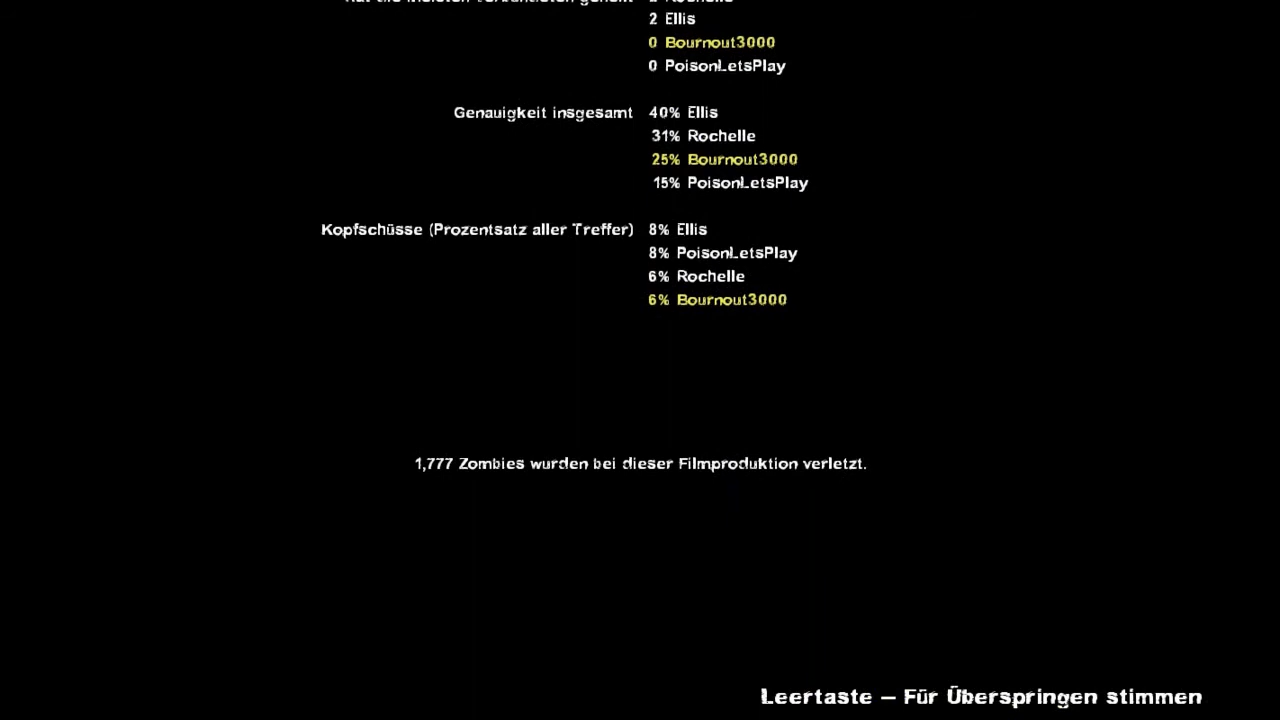 2 Ellis
0 Bournout3000
0 PoisonLetsPlay
Genauigkeit insgesamt 40% Ellis
31% Rochelle
25% Bournout3000
15% PoisonLetsPlay
Kopfschüsse (Prozentsatz aller Treffer) 8% Ellis
8% PoisonLetsPlay
6% Rochelle
6% Bournout3000
1,777 Zombies wurden bei dieser Filmproduktion verletzt.
Leertaste – Für Überspringen stimmen